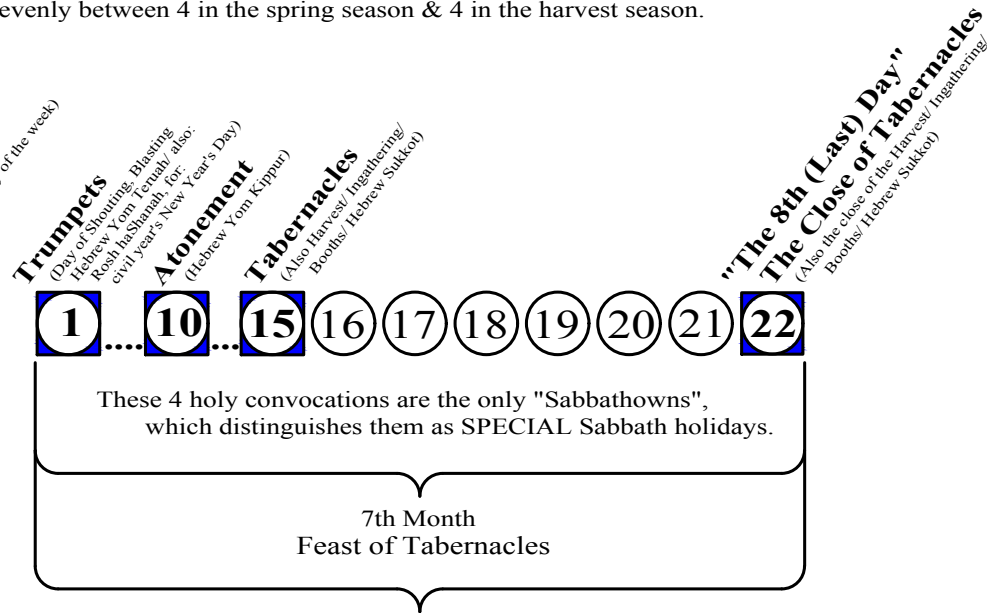 evenly between 4 in the spring season & 4 in the harvest season.
of the week)
Trumpets
(Day of Shouting, Blasting
Hebrew Yom Teruah/ also:
Rosh haShanah, for:
civil year's New Year's Day)
Atonement
(Hebrew Yom Kippur)
Tabernacles
(Also Harvest/ Ingathering/
Booths/ Hebrew Sukkot)
"The 8th (Last) Day"
The Close of Tabernacles
(Also the close of the Harvest/ Ingathering/
Booths/ Hebrew Sukkot)
1 .... 10 ... 15 16 17 18 19 20 21 22
These 4 holy convocations are the only "Sabbathowns",
which distinguishes them as SPECIAL Sabbath holidays.
7th Month
Feast of Tabernacles